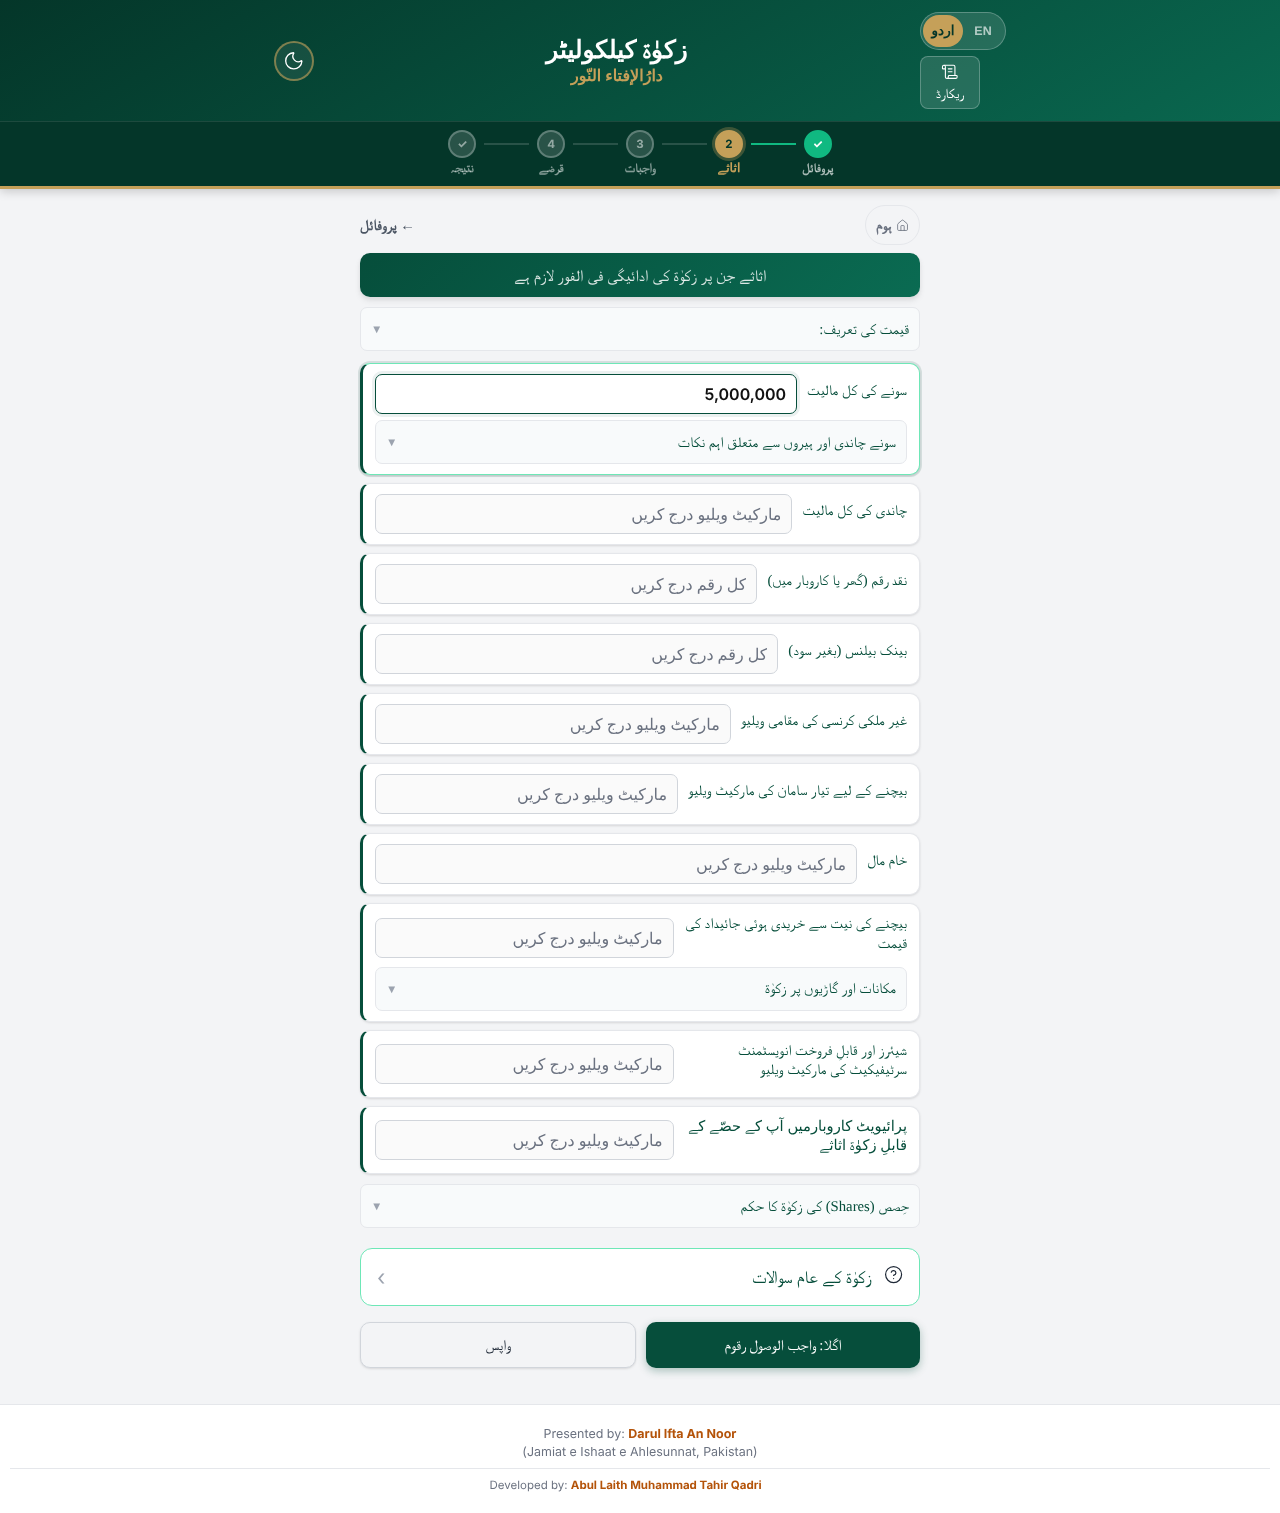 اردو
EN
ریکارڈ
زکوٰۃ کیلکولیٹر
دارُالإفتاء النّور
پروفائل
2
اثاثے
3
واجبات
4
قرضے
نتیجہ
ہوم
← پروفائل
اثاثے جن پر زکوٰۃ کی ادائیگی فی الفور لازم ہے
قیمت کی تعریف:
سونے کی کل مالیت
5,000,000
سونے چاندی اور ہیروں سے متعلق اہم نکات
چاندی کی کل مالیت
مارکیٹ ویلیو درج کریں
نقد رقم (گھر یا کاروبار میں)
کل رقم درج کریں
بینک بیلنس (بغیر سود)
کل رقم درج کریں
غیر ملکی کرنسی کی مقامی ویلیو
مارکیٹ ویلیو درج کریں
بیچنے کے لیے تیار سامان کی مارکیٹ ویلیو
مارکیٹ ویلیو درج کریں
خام مال
مارکیٹ ویلیو درج کریں
بیچنے کی نیت سے خریدی ہوئی جائیداد کی
قیمت
مارکیٹ ویلیو درج کریں
مکانات اور گاڑیوں پر زکوٰۃ
شیئرز اور قابلِ فروخت انویسٹمنٹ
سرٹیفیکیٹ کی مارکیٹ ویلیو
مارکیٹ ویلیو درج کریں
پرائیویٹ کاروبارمیں آپ کے حصّے کے
قابلِ زکوٰۃ اثاثے
مارکیٹ ویلیو درج کریں
حِصص (Shares) کی زکوٰۃ کا حکم
زکوٰۃ کے عام سوالات
اگلا: واجب الوصول رقوم
واپس
Presented by: Darul Ifta An Noor
(Jamiat e Ishaat e Ahlesunnat, Pakistan)
Developed by: Abul Laith Muhammad Tahir Qadri